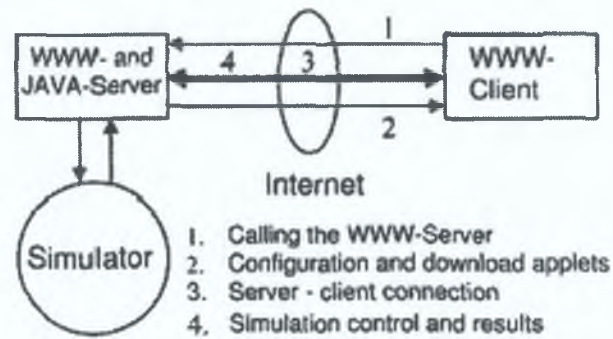 WWW- and
JAVA-Server
1
4
3
2
WWW-
Client
Internet
Simulator
1. Calling the WWW-Server
2. Configuration and download applets
3. Server - client connection
4. Simulation control and results